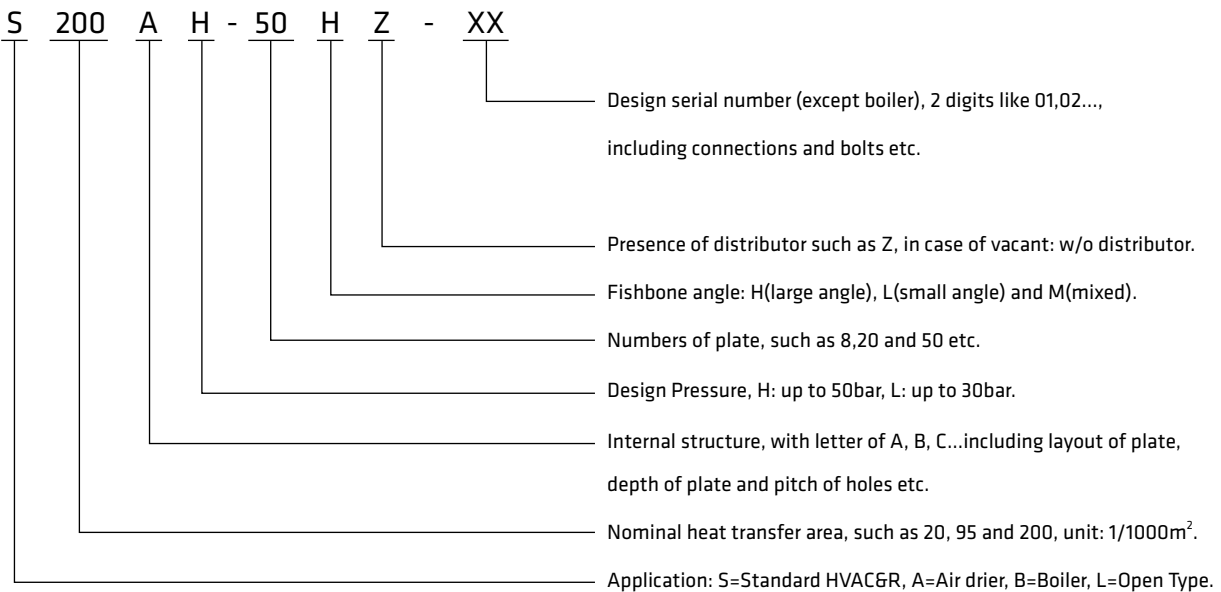 S 200 A H - 50 H Z - XX
Design serial number (except boiler), 2 digits like 01,02...,
including connections and bolts etc.
Presence of distributor such as Z, in case of vacant: w/o distributor.
Fishbone angle: H(large angle), L(small angle) and M(mixed).
Numbers of plate, such as 8,20 and 50 etc.
Design Pressure, H: up to 50bar, L: up to 30bar.
Internal structure, with letter of A, B, C...including layout of plate,
depth of plate and pitch of holes etc.
Nominal heat transfer area, such as 20, 95 and 200, unit: 1/1000m².
Application: S=Standard HVAC&R, A=Air drier, B=Boiler, L=Open Type.